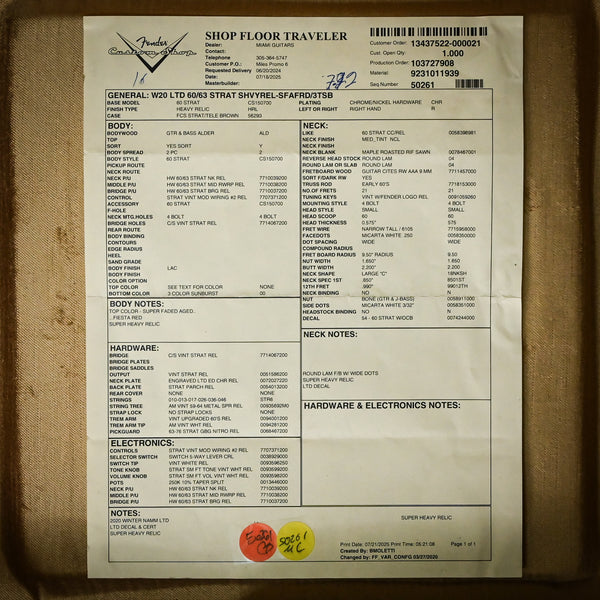 Fender
Custom Shop
SHOP FLOOR TRAVELER
Dealer: MIAMI GUITARS
Contact:
Telephone 305-364-5747
Customer P.O.: Miles Promo 6
Requested Delivery 06/20/2024
Date: 07/18/2025
Masterbuilder:
Customer Order: 13437522-000021
Cust. Open Qty: 1.000
Production Order: 103727908
Material 9231011939
Seq Number 50261
GENERAL: W20 LTD 60/63 STRAT SHVYREL-SFAFRD/3TSB
BASE MODEL 60 STRAT CS150700 PLATING CHROME/NICKEL HARDWARE CHR
FINISH TYPE HEAVY RELIC HRL LEFT OR RIGHT RIGHT HAND R
CASE FCS STRAT/TELE BROWN 56293
BODY:
BODYWOOD GTR & BASS ALDER ALD
TOP
SORT YES SORT Y Y
BODY SPREAD 2 PC 2
BODY STYLE 60 STRAT CS150700
PICKUP ROUTE
NECK ROUTE
NECK P/U HW 60/63 STRAT NK REL 7710039200
MIDDLE P/U HW 60/63 STRAT MID RWRP REL 7710038200
BRIDGE P/U HW 60/63 STRAT BRG REL 7710037200
CONTROL STRAT VINT MOD WIRING #2 REL 7707371200
ACCESSORY 60 STRAT CS150700
F-HOLE
NECK MTG.HOLES 4 BOLT 4
BRIDGE HOLES C/S VINT STRAT REL 7714067200
REAR ROUTE
BODY BINDING
CONTOURS
EDGE RADIUS
HEEL
SAND GRADE
BODY FINISH LAC
BODY FINISH
COLOR OPTION
TOP COLOR SEE TEXT FOR COLOR NONE
BOTTOM COLOR 3 COLOR SUNBURST 00
BODY NOTES:
TOP COLOR - SUPER FADED AGED
...FIESTA RED
SUPER HEAVY RELIC
HARDWARE:
BRIDGE C/S VINT STRAT REL 7714067200
BRIDGE PLATES
BRIDGE SADDLES
OUTPUT VINT STRAT REL 0051586200
NECK PLATE ENGRAVED LTD ED CHR REL 0072027220
BACK PLATE STRAT PARCH REL 0054013200
REAR COVER NONE NONE
STRINGS 010-013-017-026-036-046 STR6
STRING TREE AM VNT 59-64 METAL SPR REL
STRAP LOCK NO STRAP LOCKS NONE
TREM ARM VINT UPGRADE 60'S REL 0094001200
TREM ARM TIP AM VINT WHT REL 0094281200
PICKGUARD 63-76 STRAT GBG NITRO REL 0068467200
ELECTRONICS:
CONTROLS STRAT VINT MOD WIRING #2 REL 7707371200
SELECTOR SWITCH SWITCH 5-WAY LEVER CRL 0038929000
SWITCH TIP VINT WHITE REL 0093596200
TONE KNOB STRAT SM FT TONE VINT WHT REL 0093599200
VOLUME KNOB STRAT SM FT VOL VINT WHT REL 0093598200
POTS 250K 10% TAPER SPLIT 0013446000
NECK P/U HW 60/63 STRAT NK REL 7710039200
MIDDLE P/U HW 60/63 STRAT MID RWRP REL 7710038200
BRIDGE P/U HW 60/63 STRAT BRG REL 7710037200
NECK:
LIKE 60 STRAT CC/REL 0058398981
NECK FINISH MED_TINT NCL
NECK FINISH
NECK BLANK MAPLE ROASTED RIF SAWN 0078467001
REVERSE HEAD STOCK ROUND LAM 04
ROUND LAM OR SLAB ROUND LAM 04
FRETBOARD WOOD GUITAR CITES RW AAA 9 MM 7711457000
SORT F/DARK RW YES
TRUSS ROD EARLY 60'S 7718153000
NO.OF FRETS 21 21
TUNING KEYS VINT W/FENDER LOGO REL 0091059260
MOUNTING STYLE 4 BOLT 4 BOLT
HEAD STYLE SMALL SMALL
HEAD SCOOP 60 60
HEAD THICKNESS 0.575" 575
FRET WIRE NARROW TALL / 6105 7715958000
FACEDOTS MICARTA WHITE .250 0058350000
DOT SPACING WIDE WIDE
COMPOUND RADIUS
FRET BOARD RADIUS 9.50" RADIUS 9.50
NUT WIDTH 1.650" 1.650
BUTT WIDTH 2.200" 2.200
NECK SHAPE LARGE "C" 18NKSH
NECK SPEC 1ST .850" 8501ST
12TH FRET .990" 99012TH
NECK BINDING NO N
NUT BONE (GTR & J-BASS) 0058911000
SIDE DOTS MICARTA WHITE 3/32" 0058351000
HEADSTOCK BINDING NO N
DECAL 54 - 60 STRAT W/OCB 0074244000
NECK NOTES:
ROUND LAM F/B W/ WIDE DOTS
SUPER HEAVY RELIC
LTD DECAL
HARDWARE & ELECTRONICS NOTES:
NOTES:
2020 WINTER NAMM LTD
LTD DECAL & CERT
SUPER HEAVY RELIC
SUPER HEAVY RELIC
50261
Print Date: 07/21/2025 Print Time: 05:21:08 Page 1 of 1
Created By: BMOLETTI
Changed by: FF_VAR_CONFG 03/27/2020